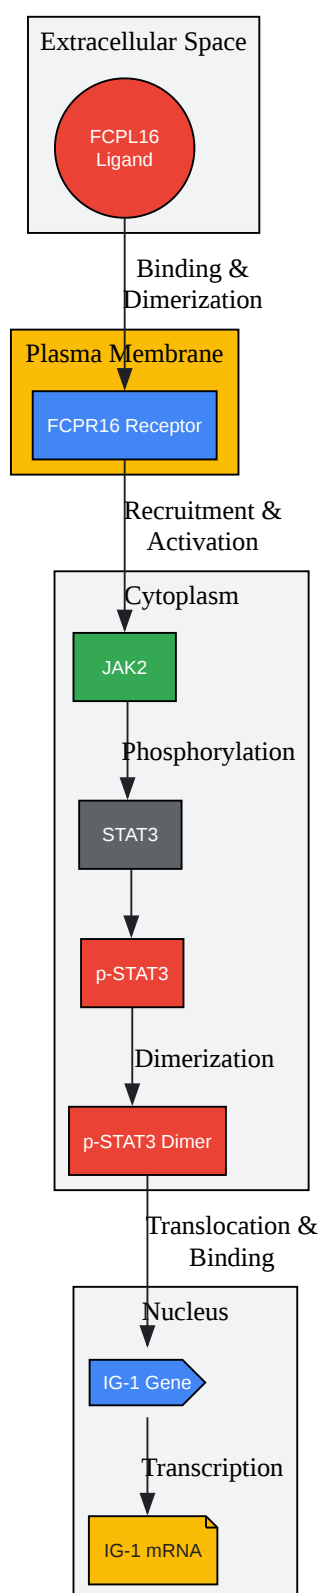 Extracellular Space
FCPL16
Ligand
Binding &
Dimerization
Plasma Membrane
FCPR16 Receptor
Recruitment &
Activation
Cytoplasm
JAK2
Phosphorylation
STAT3
p-STAT3
Dimerization
p-STAT3 Dimer
Translocation &
Binding
Nucleus
IG-1 Gene
Transcription
IG-1 mRNA